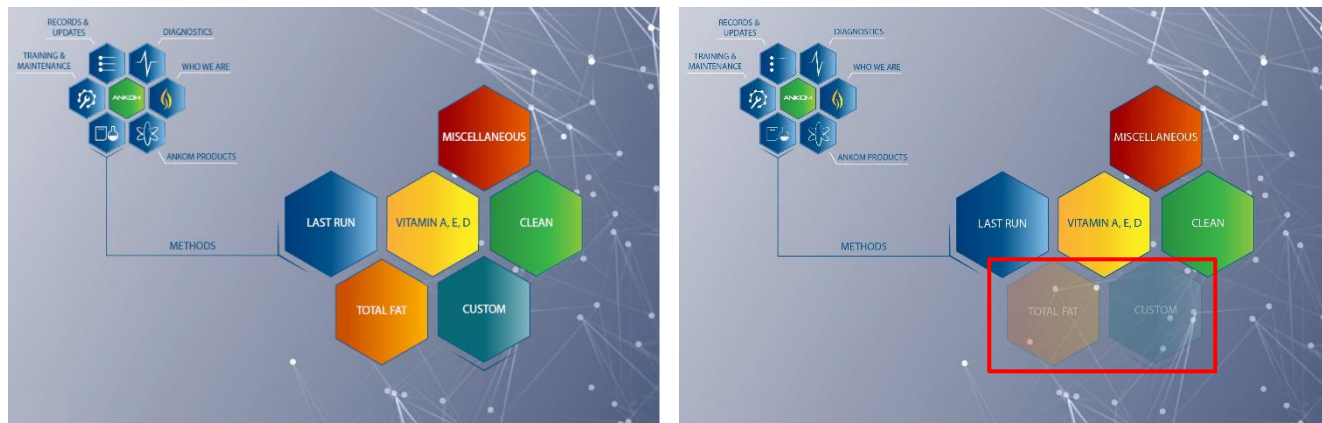 RECORDS &
UPDATES
DIAGNOSTICS
TRAINING &
MAINTENANCE
WHO WE ARE
ANKOM
ANKOM PRODUCTS
MISCELLANEOUS
LAST RUN
VITAMIN A, E, D
CLEAN
METHODS
TOTAL FAT
CUSTOM
RECORDS &
UPDATES
DIAGNOSTICS
TRAINING &
MAINTENANCE
WHO WE ARE
ANKOM
ANKOM PRODUCTS
MISCELLANEOUS
LAST RUN
VITAMIN A, E, D
CLEAN
METHODS
TOTAL FAT
CUSTOM